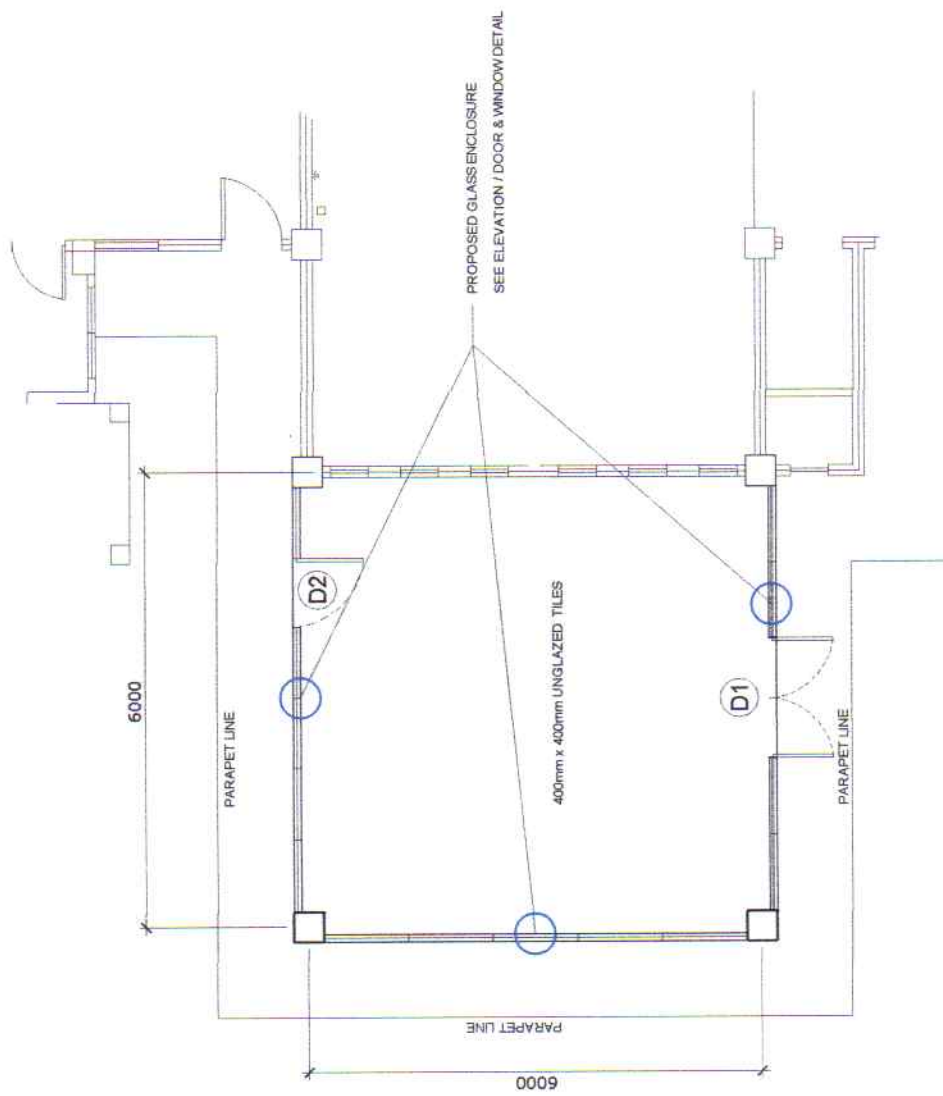 6000
PARAPET LINE
D2
PROPOSED GLASS ENCLOSURE
SEE ELEVATION / DOOR & WINDOW DETAIL
400mm x 400mm UNGLAZED TILES
D1
PARAPET LINE
PARAPET LINE
6000